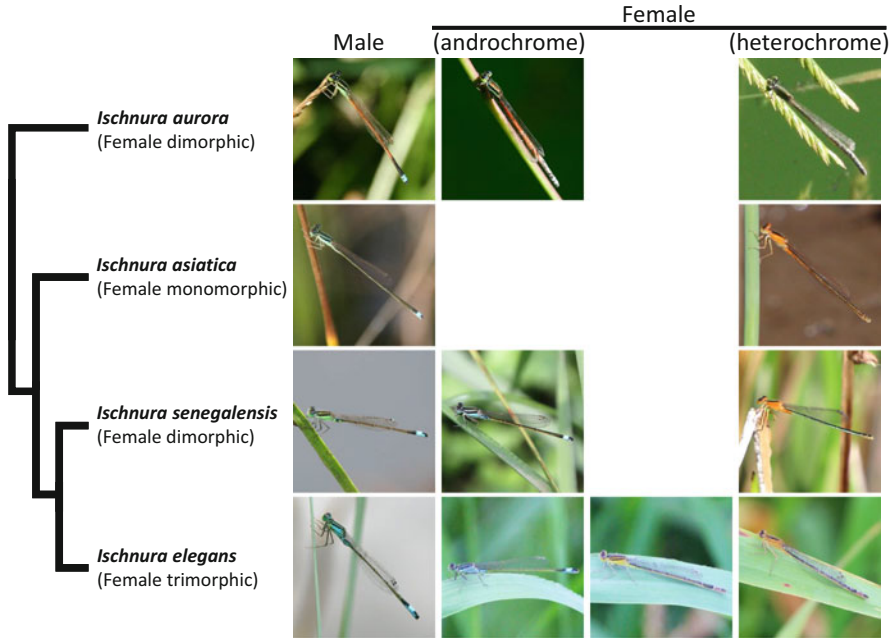 Female
Male
(androchrome)
(heterochrome)
Ischnura aurora
(Female dimorphic)
Ischnura asiatica
(Female monomorphic)
Ischnura senegalensis
(Female dimorphic)
Ischnura elegans
(Female trimorphic)